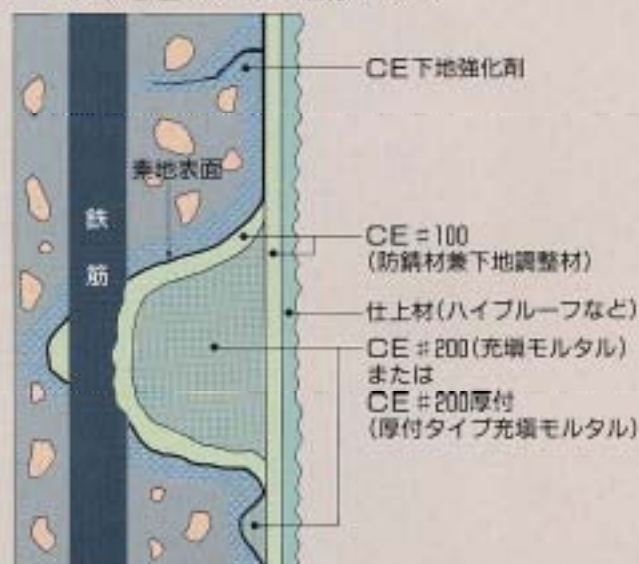 CE下地強化剤
素地表面
鉄筋
CE#100
(防錆材兼下地調整材)
仕上材(ハイプルーフなど)
CE#200(充填モルタル)
または
CE#200厚付
(厚付タイプ充填モルタル)